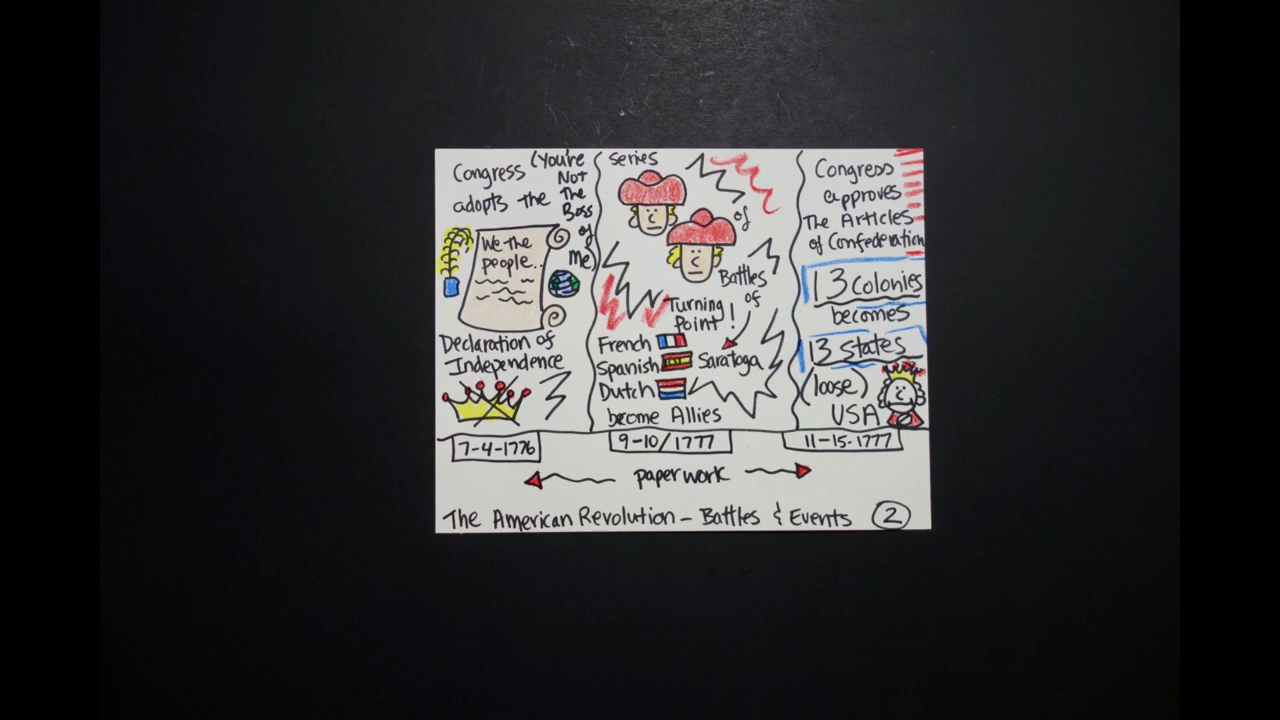 Congress
adopts the
(You're
Not
The
Boss
of
Me)
We the
people...
Declaration of
Independence
7-4-1776
series
of
Battles
of
Saratoga
Turning
Point!
French
Spanish
Dutch
become Allies
9-10/1777
Congress
approves
The Articles
of Confederation
13 colonies
becomes
13 states
(loose)
USA
11-15-1777
paperwork
The American Revolution - Battles & Events 2